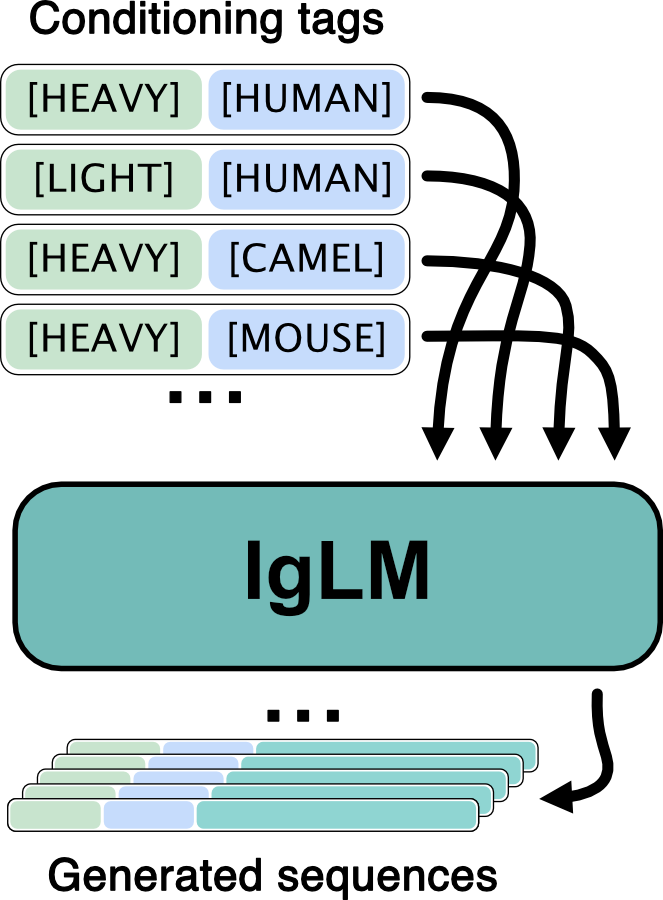 Conditioning tags
[HEAVY] [HUMAN]
[LIGHT] [HUMAN]
[HEAVY] [CAMEL]
[HEAVY] [MOUSE]
...
IgLM
...
Generated sequences